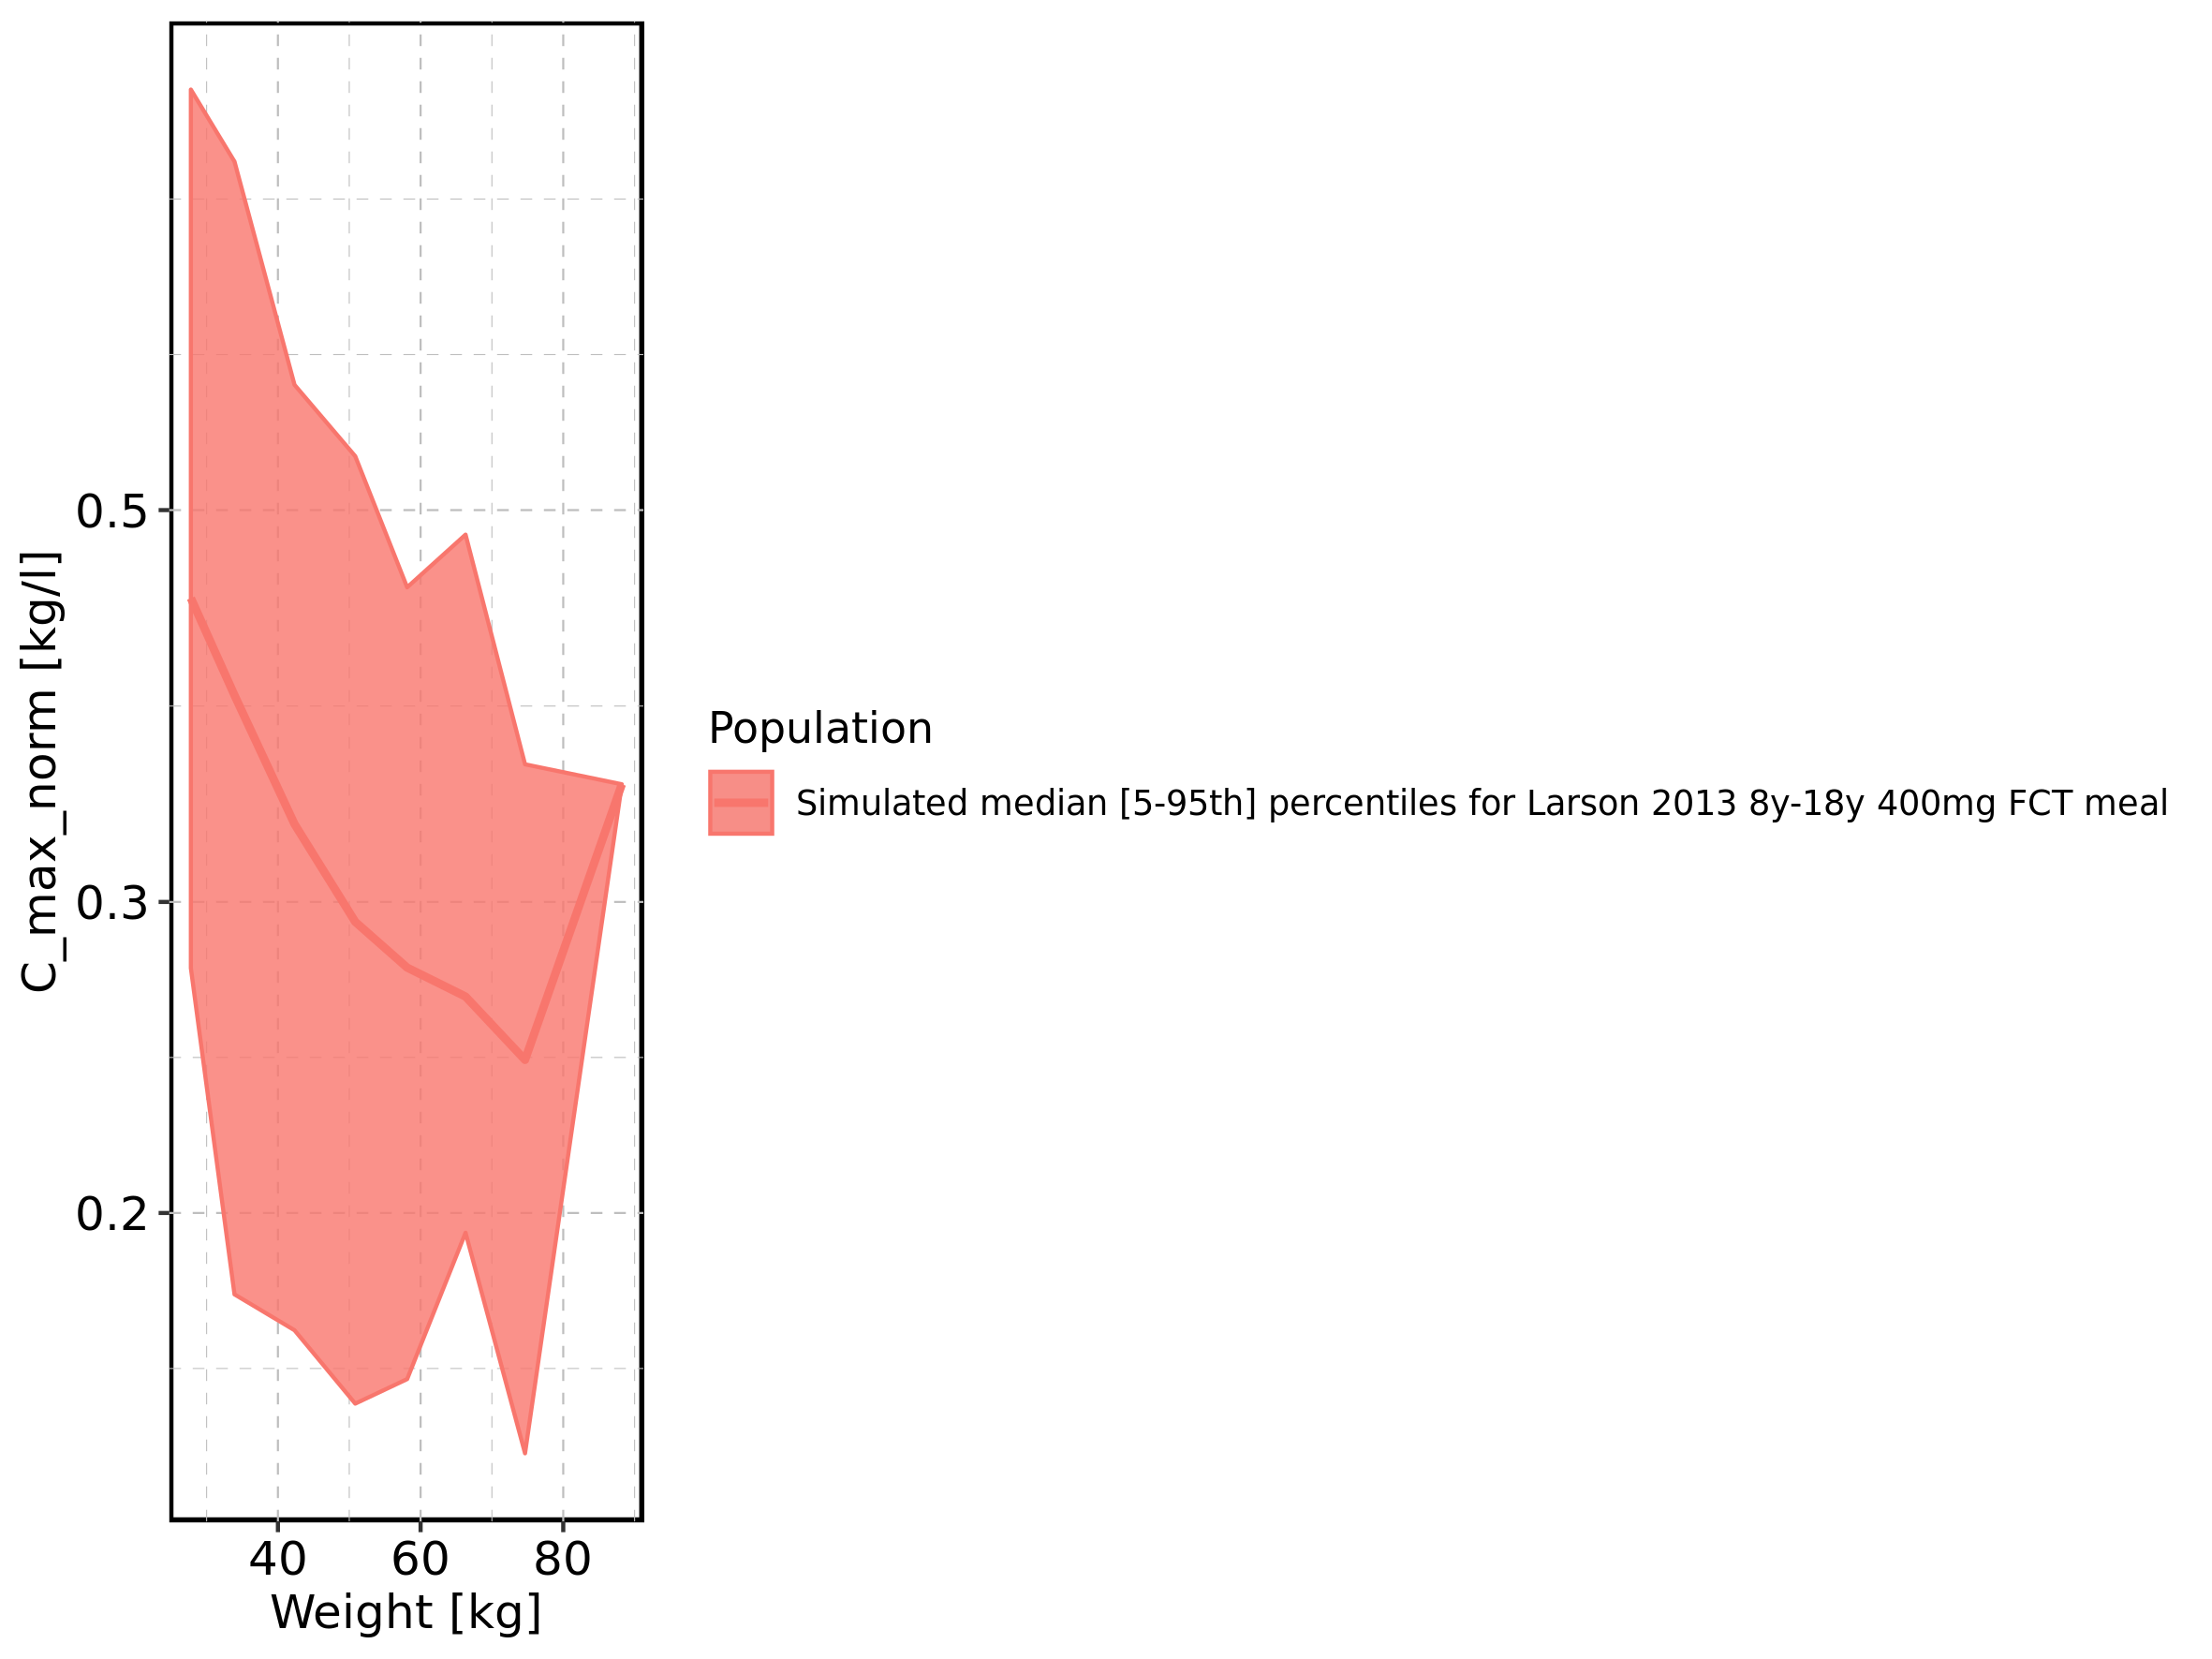 C_max_norm [kg/l]
0.5
0.3
0.2
40 60 80
Weight [kg]
Population
Simulated median [5-95th] percentiles for Larson 2013 8y-18y 400mg FCT meal